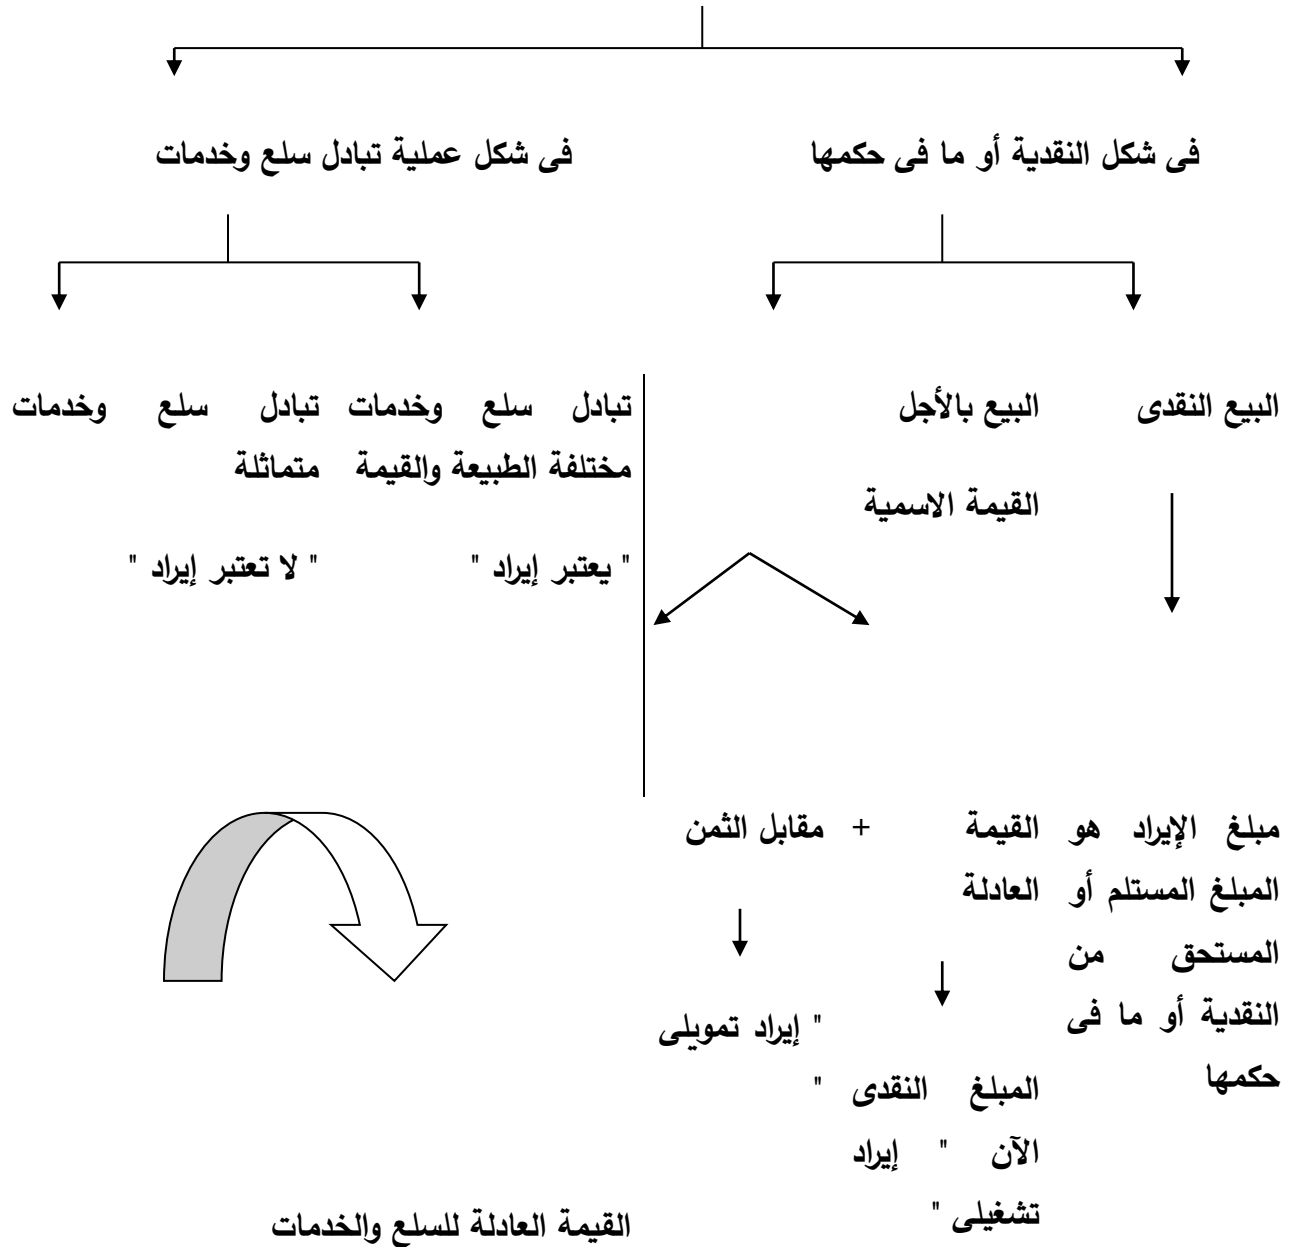 فى شكل النقدية أو ما فى حكمها
فى شكل عملية تبادل سلع وخدمات
البيع النقدى
البيع بالأجل
القيمة الاسمية
تبادل سلع وخدمات
مختلفة الطبيعة والقيمة
" يعتبر إيراد "
تبادل سلع وخدمات
متماثلة
" لا تعتبر إيراد "
مبلغ الإيراد هو
المبلغ المستلم أو
المستحق من
النقدية أو ما فى
حكمها
القيمة
العادلة
المبلغ النقدى
الآن " إيراد
تشغيلى "
+ مقابل الثمن
" إيراد تمويلى
"
القيمة العادلة للسلع والخدمات